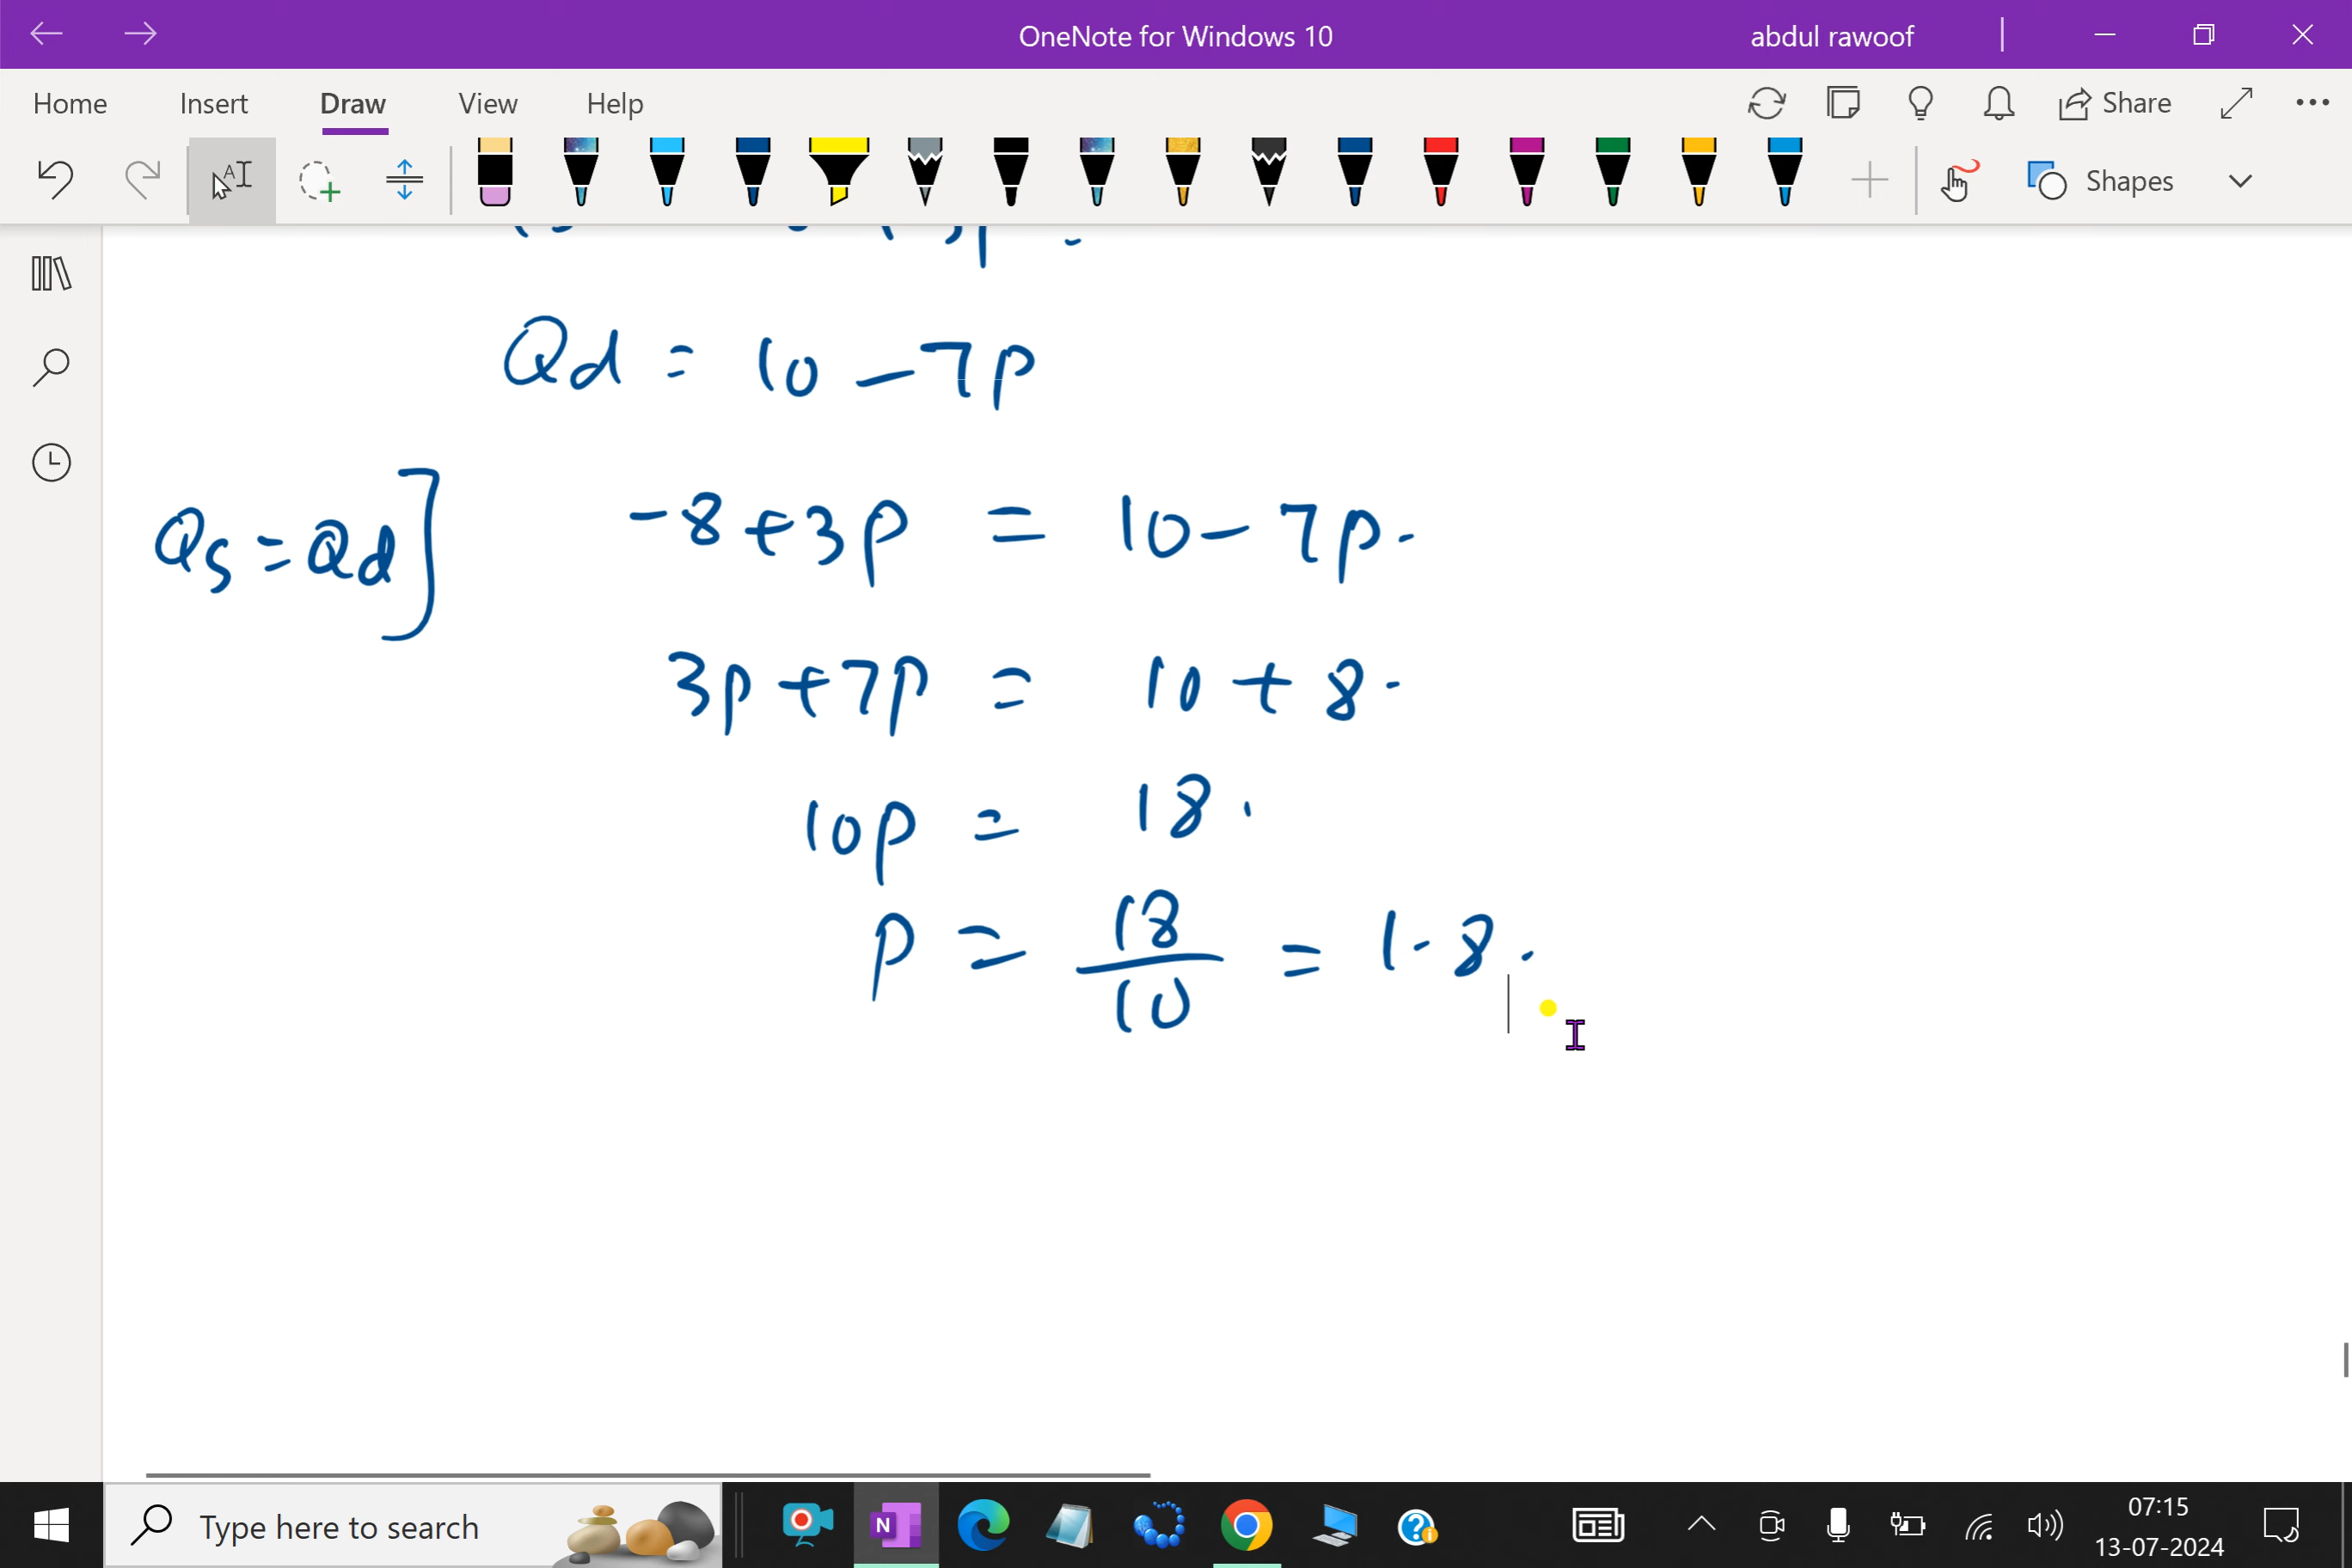 OneNote for Windows 10
abdul rawoof
Home Insert Draw View Help
Share
Shapes
Qd = 10 - 7p
Qs = Qd] -8 + 3p = 10 - 7p.
3p + 7p = 10 + 8.
10p = 18.
p = 18/10 = 1.8.
Type here to search
07:15
13-07-2024